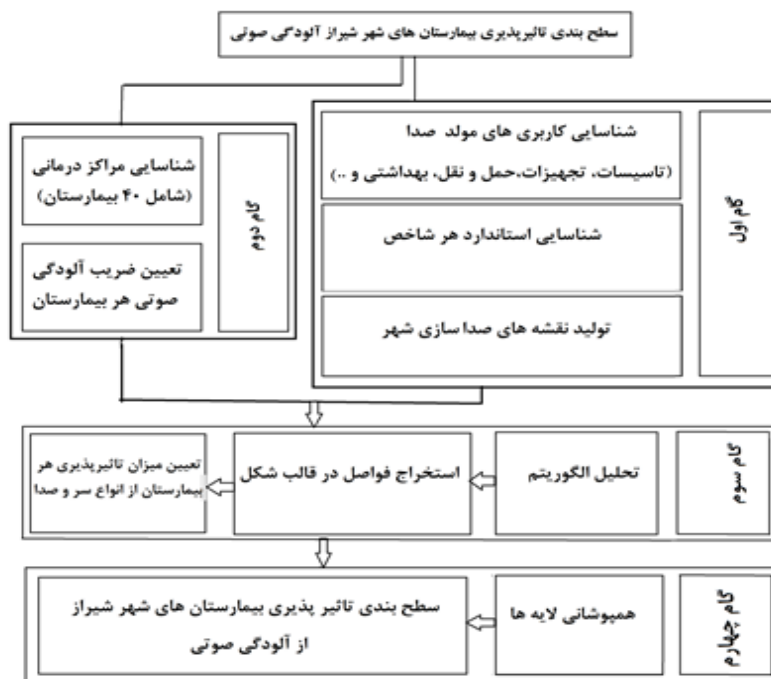 سطح بندی تاثیرپذیری بیمارستان های شهر شیراز آلودگی صوتی
گام اول
شناسایی کاربری های مولد صدا
(تاسیسات، تجهیزات،حمل و نقل، بهداشتی و ..)
شناسایی استاندارد هر شاخص
تولید نقشه های صدا سازی شهر
گام دوم
شناسایی مراکز درمانی
(شامل ۴۰ بیمارستان)
تعیین ضریب آلودگی
صوتی هر بیمارستان
گام سوم
تحلیل الگوریتم
استخراج فواصل در قالب شکل
تعیین میزان تاثیرپذیری هر
بیمارستان از انواع سر و صدا
گام چهارم
همپوشانی لایه ها
سطح بندی تاثیر پذیری بیمارستان های شهر شیراز
از آلودگی صوتی